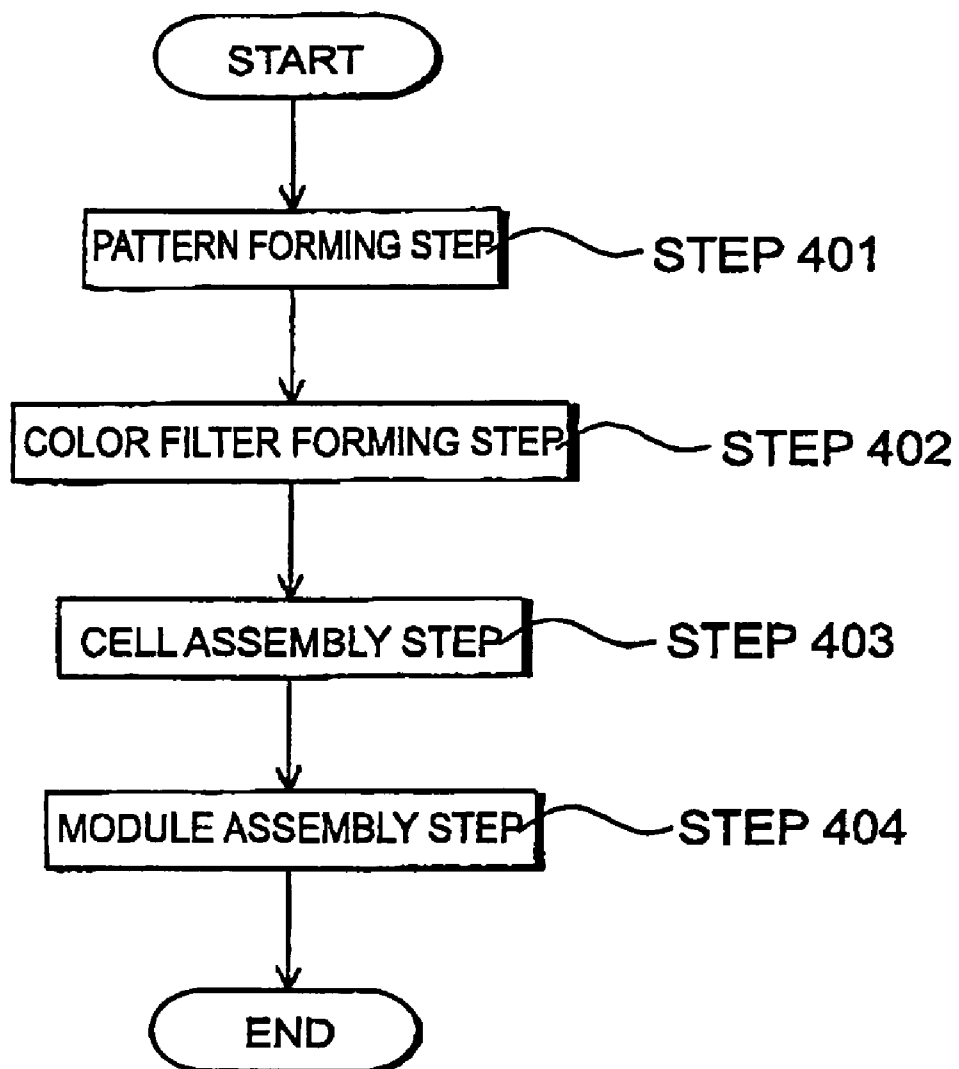 START
PATTERN FORMING STEP
STEP 401
COLOR FILTER FORMING STEP
STEP 402
CELL ASSEMBLY STEP
STEP 403
MODULE ASSEMBLY STEP
STEP 404
END